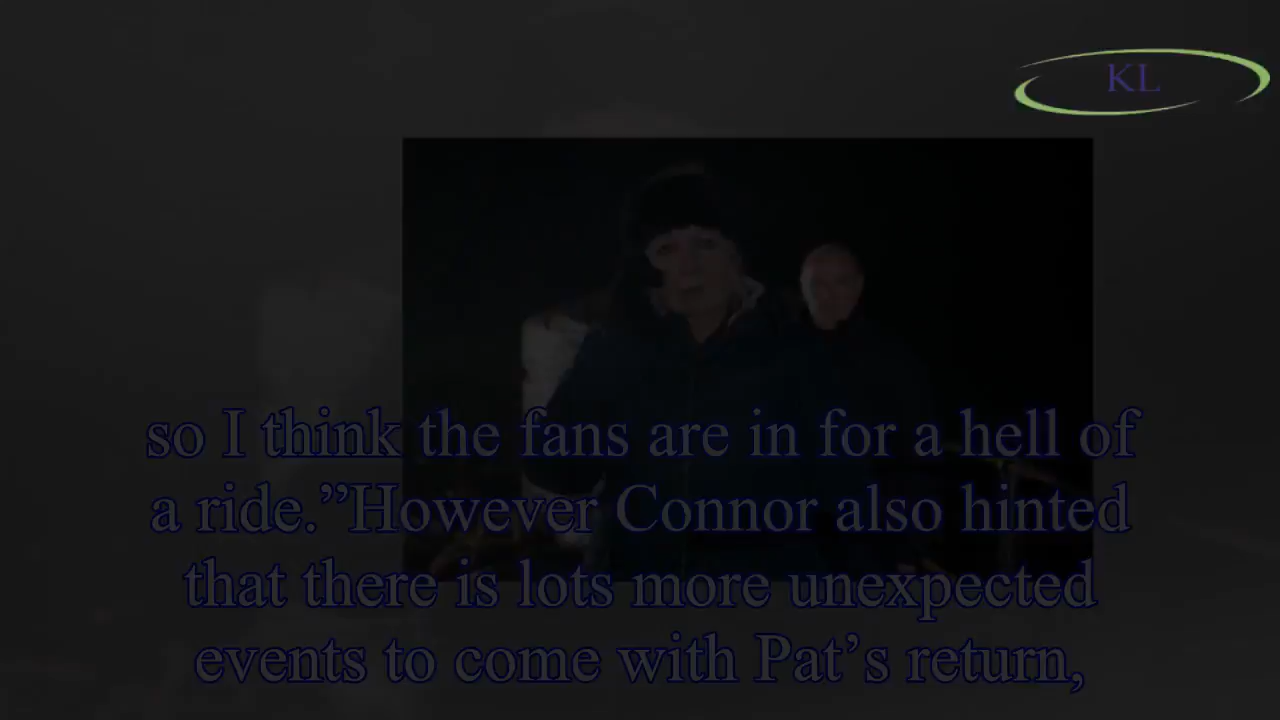 KL
so I think the fans are in for a hell of
a ride.”However Connor also hinted
that there is lots more unexpected
events to come with Pat’s return,